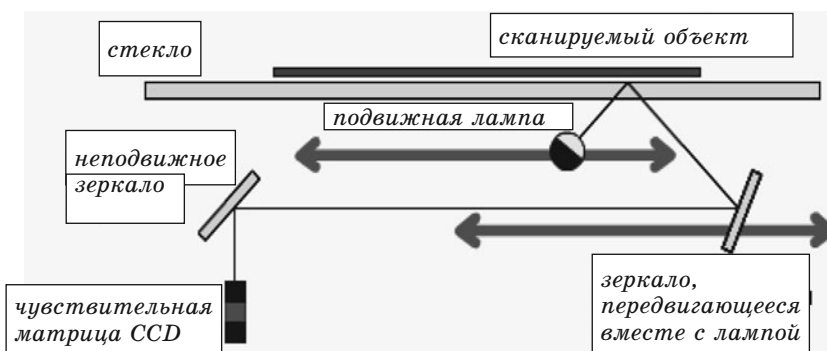 стекло
сканируемый объект
подвижная лампа
неподвижное
зеркало
чувствительная
матрица CCD
зеркало,
передвигающееся
вместе с лампой